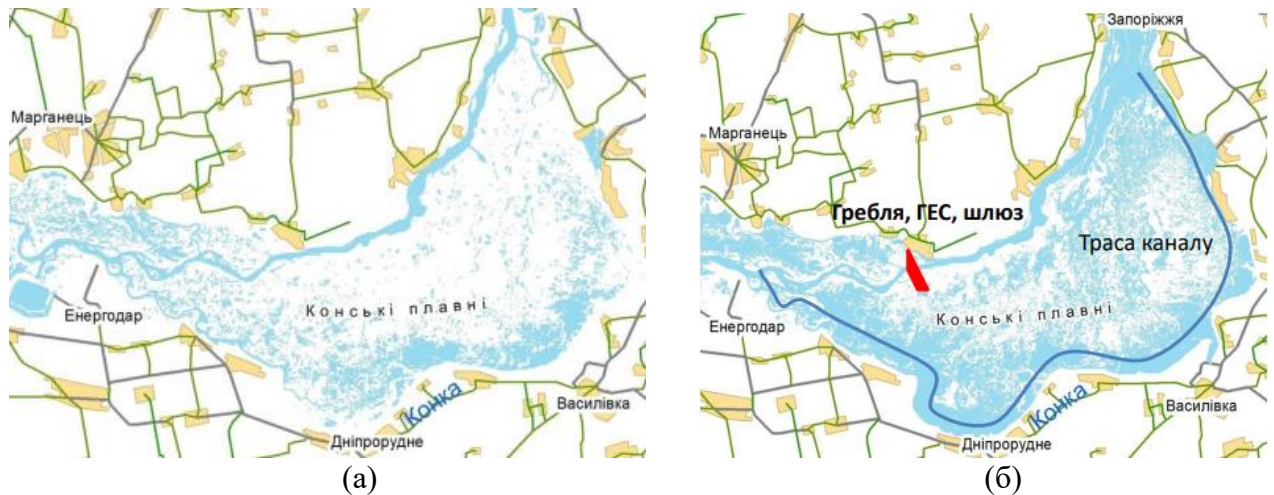 Марганець
Енергодар
Конські плавні
Конка
Василівка
Дніпрорудне
(а)
Запоріжжя
Марганець
Гребля, ГЕС, шлюз
Траса каналу
Енергодар
Конські плавні
Конка
Василівка
Дніпрорудне
(б)